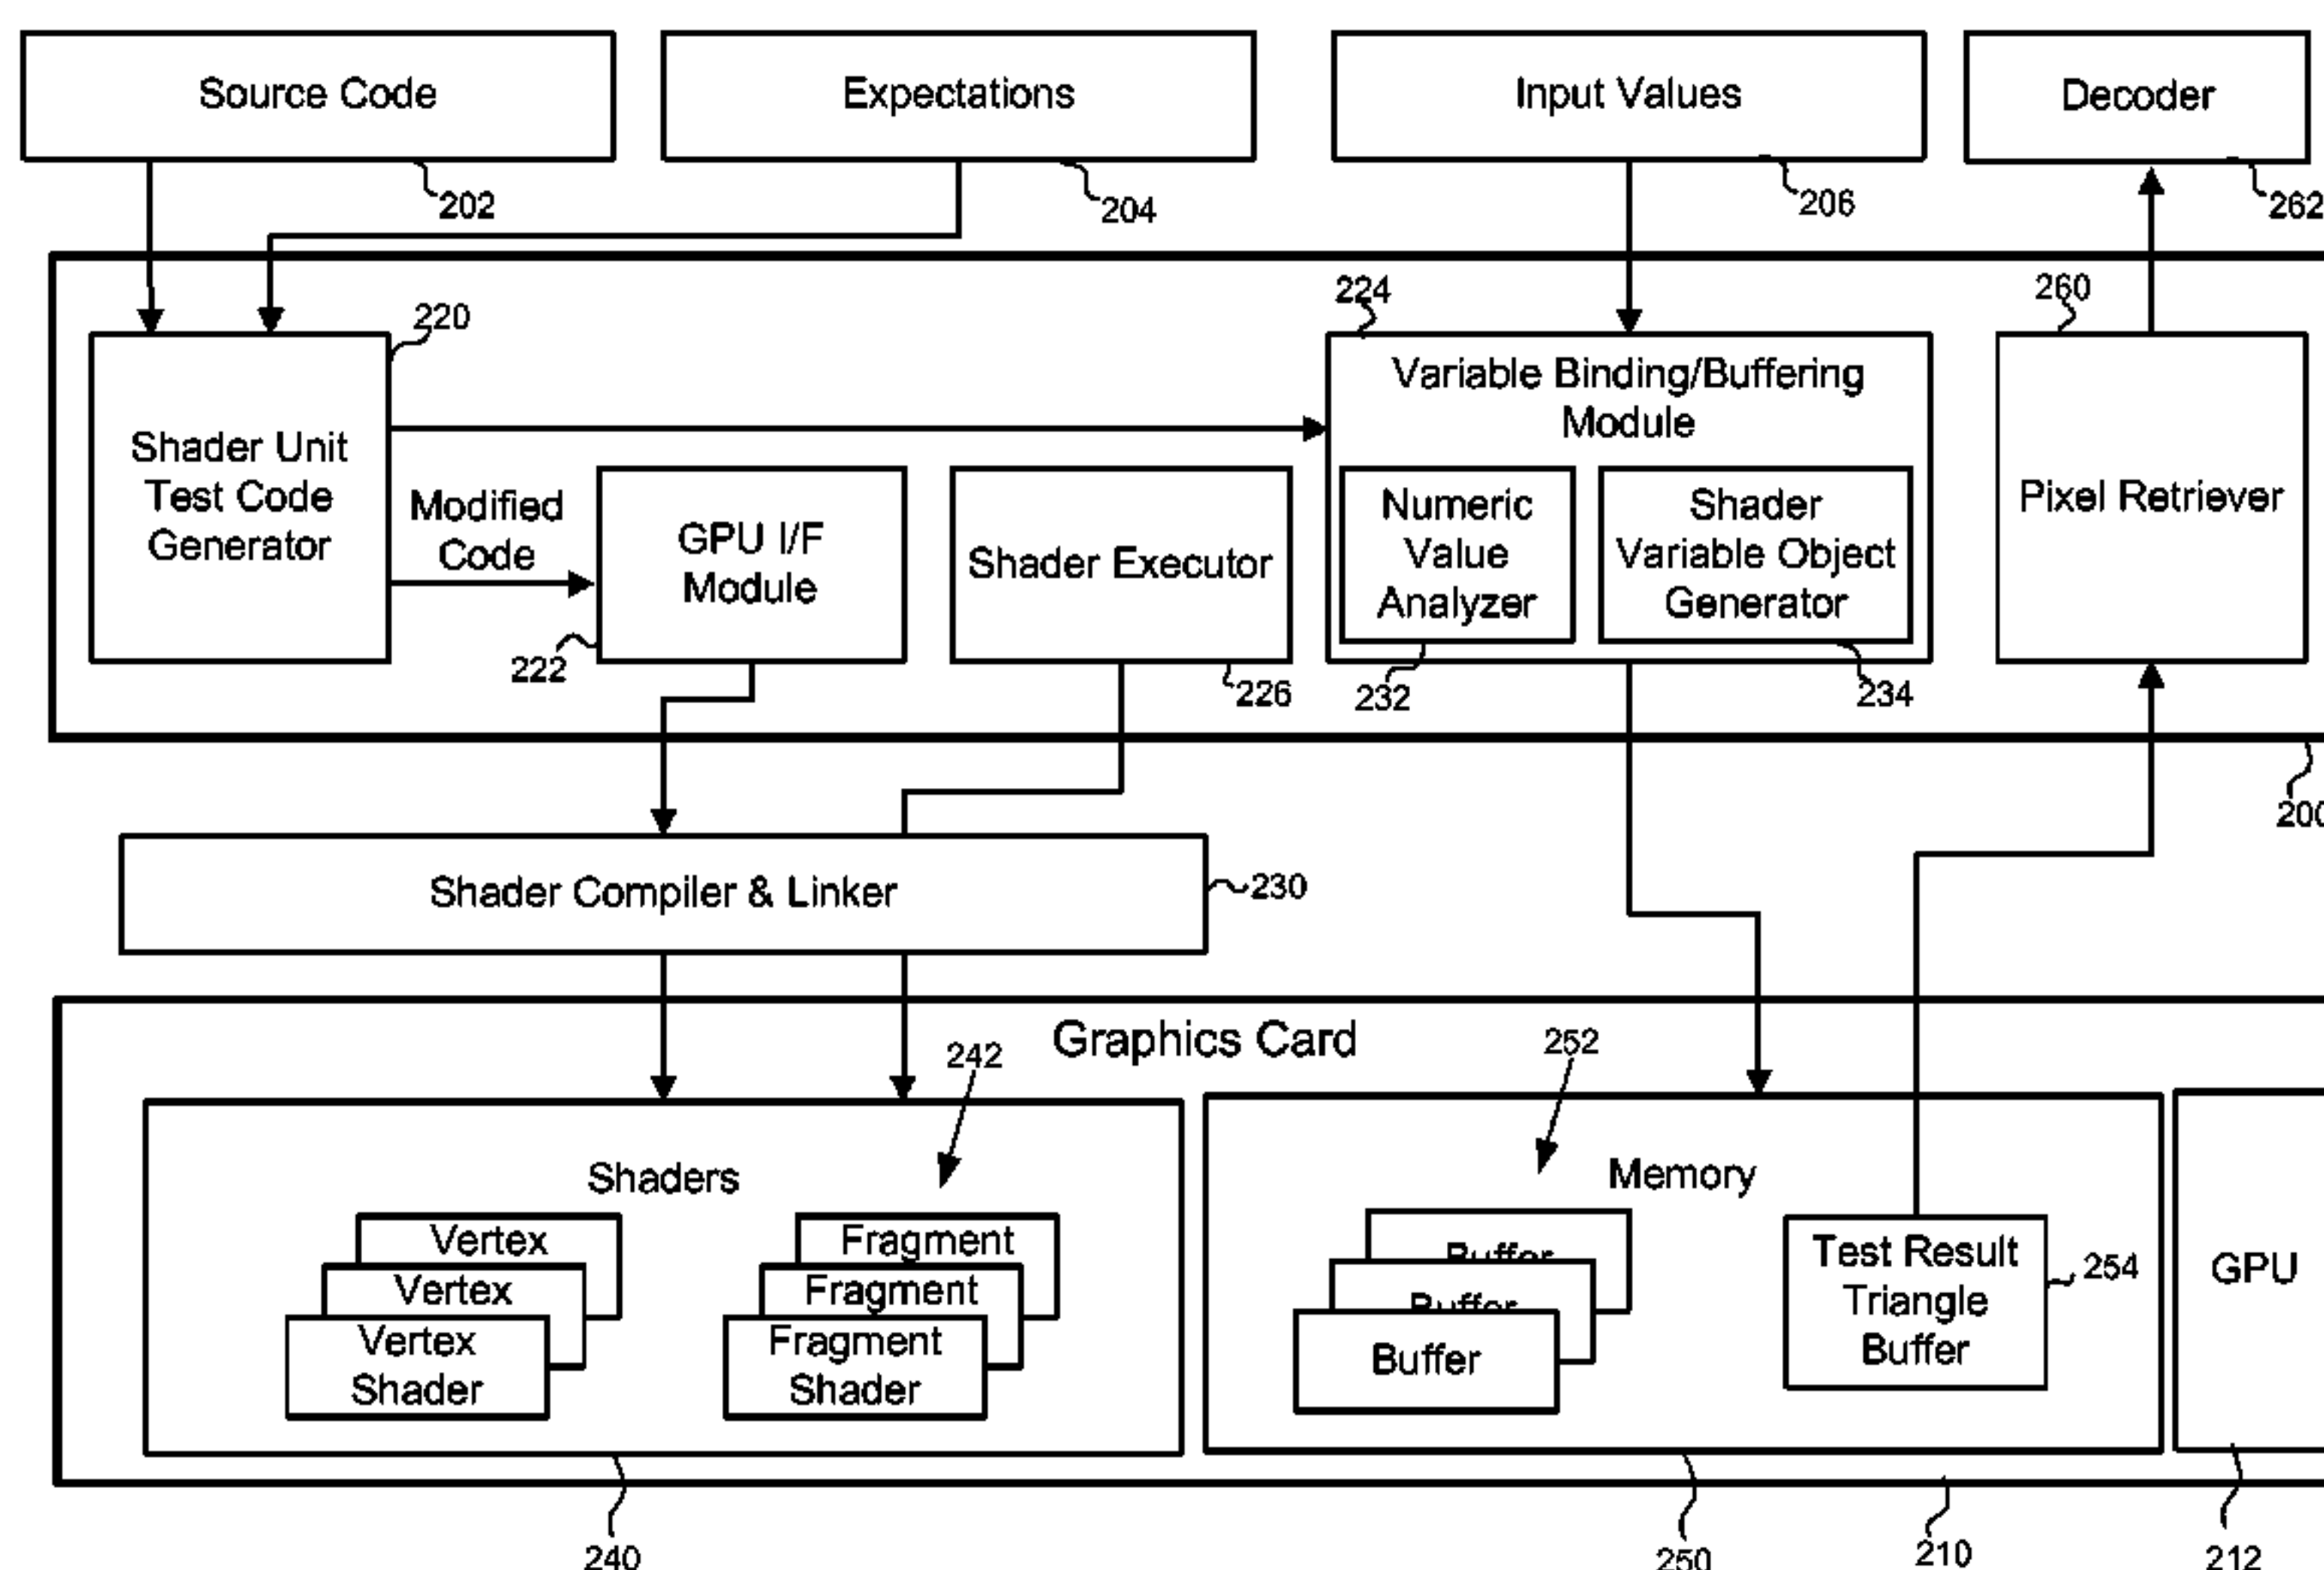 Source Code
Expectations
Input Values
Decoder
202
204
206
262
220
224
260
Shader Unit
Test Code
Generator
Modified
Code
GPU I/F
Module
Shader Executor
Variable Binding/Buffering
Module
Numeric
Value
Analyzer
Shader
Variable Object
Generator
Pixel Retriever
222
226
232
234
200
Shader Compiler & Linker
230
Graphics Card
242
252
Shaders
Vertex
Vertex
Vertex
Shader
Fragment
Fragment
Fragment
Shader
Memory
Buffer
Buffer
Buffer
Test Result
Triangle
Buffer
254
GPU
240
250
210
212